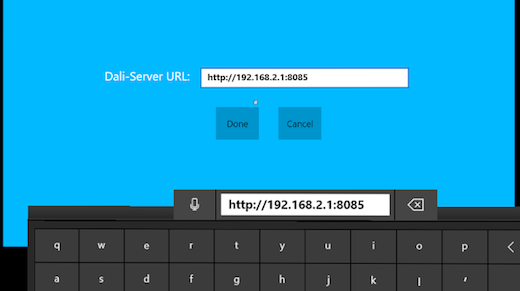 Dali-Server URL: http://192.168.2.1:8085
Done Cancel
http://192.168.2.1:8085
q w e r t y u i o p
a s d f g h j k l '